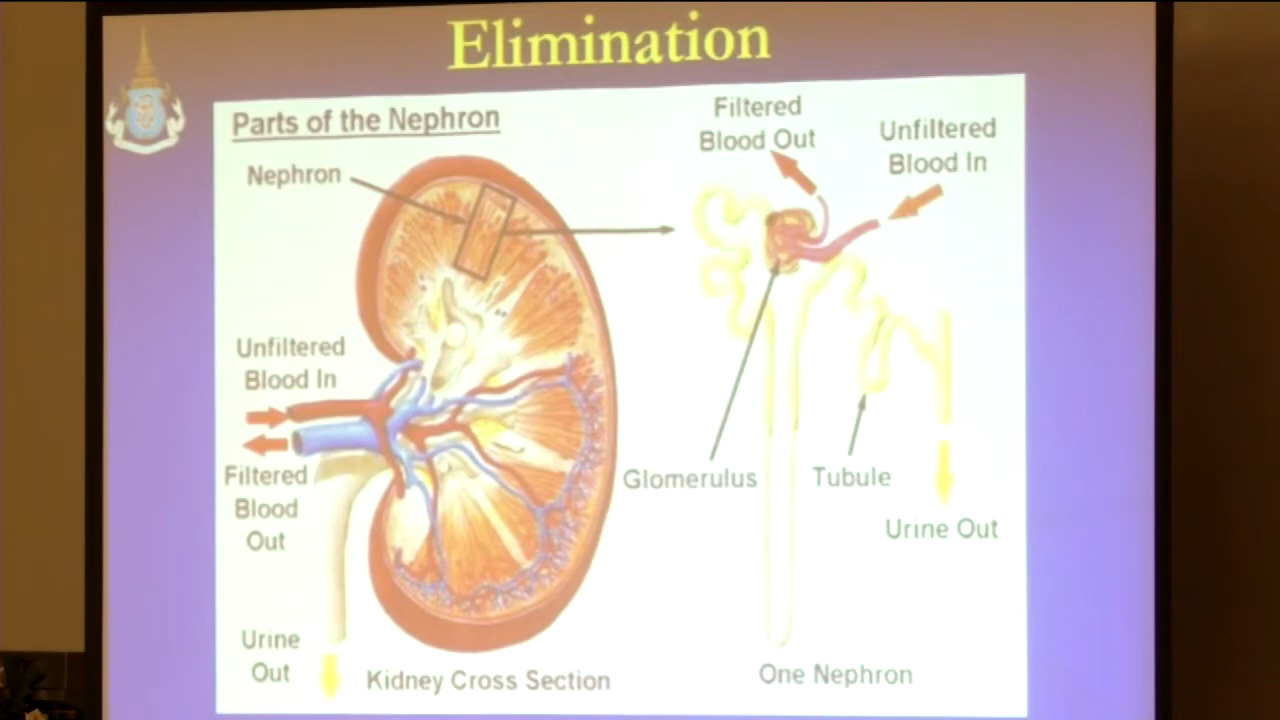 Elimination
Parts of the Nephron
Nephron
Unfiltered
Blood In
Filtered
Blood
Out
Urine
Out
Kidney Cross Section
Filtered
Blood Out
Unfiltered
Blood In
Glomerulus
Tubule
Urine Out
One Nephron